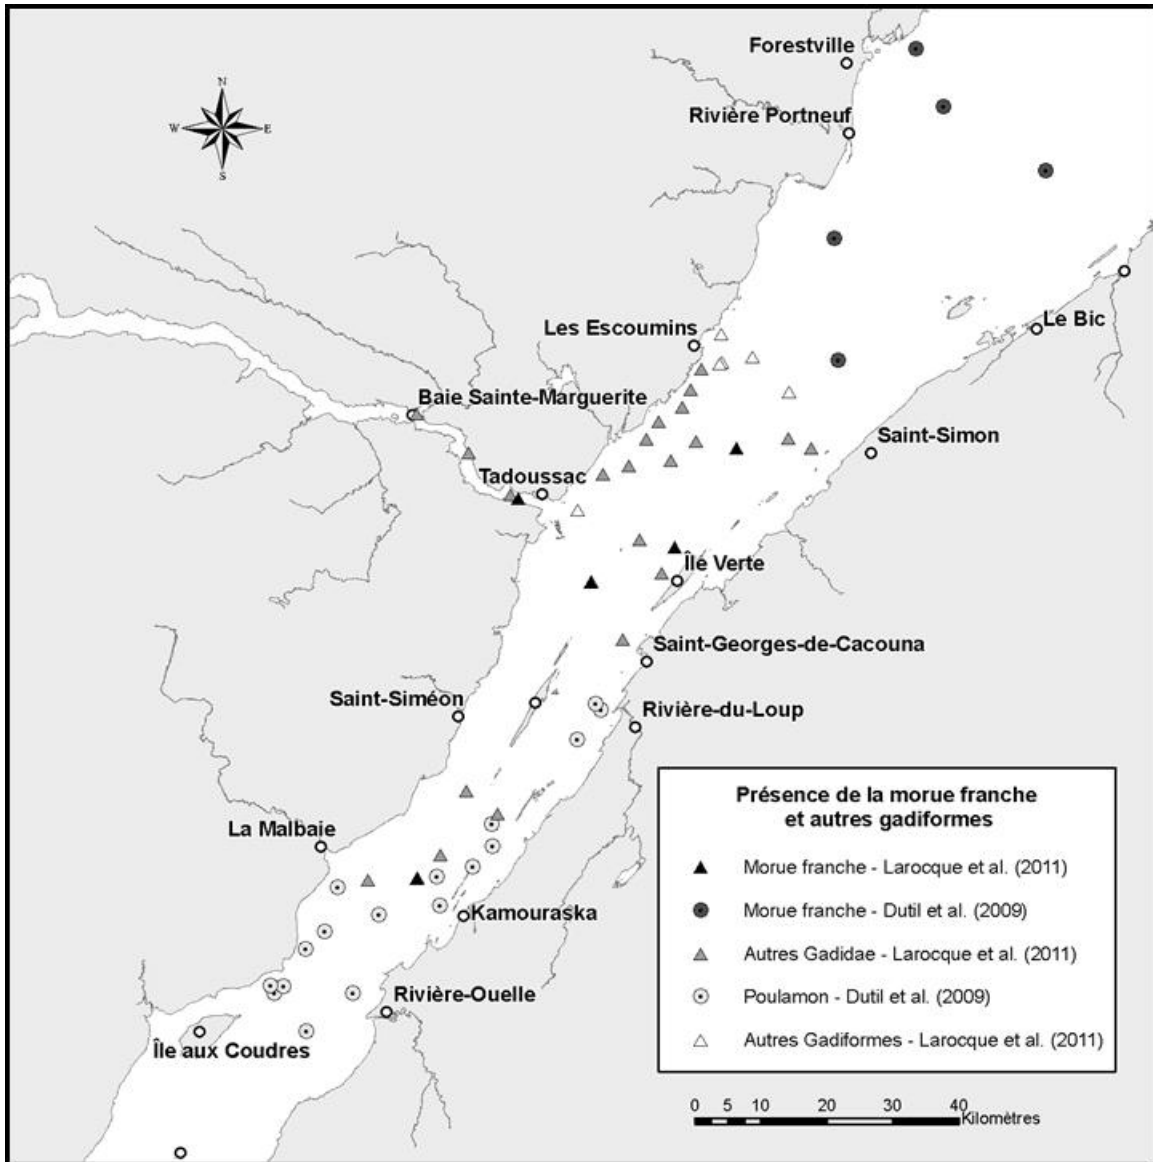 Forestville
N
W E
S
Rivière Portneuf
Les Escoumins
Le Bic
Baie Sainte-Marguerite
Saint-Simon
Tadoussac
Île Verte
Saint-Georges-de-Cacouna
Saint-Siméon
Rivière-du-Loup
La Malbaie
Kamouraska
Rivière-Ouelle
Île aux Coudres
Présence de la morue franche
et autres gadiformes
Morue franche - Larocque et al. (2011)
Morue franche - Dutil et al. (2009)
Autres Gadidae - Larocque et al. (2011)
Poulamon - Dutil et al. (2009)
Autres Gadiformes - Larocque et al. (2011)
0 5 10 20 30 40
Kilomètres